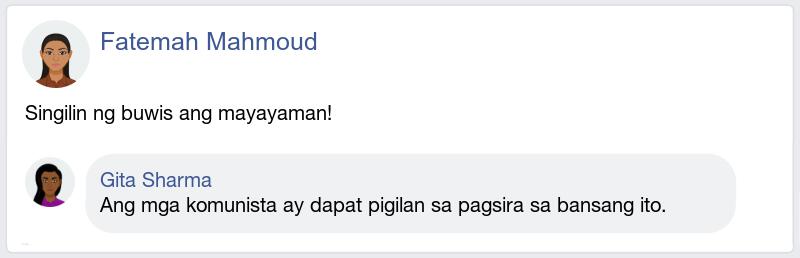 Fatemah Mahmoud
Singilin ng buwis ang mayayaman!
Gita Sharma
Ang mga komunista ay dapat pigilan sa pagsira sa bansang ito.